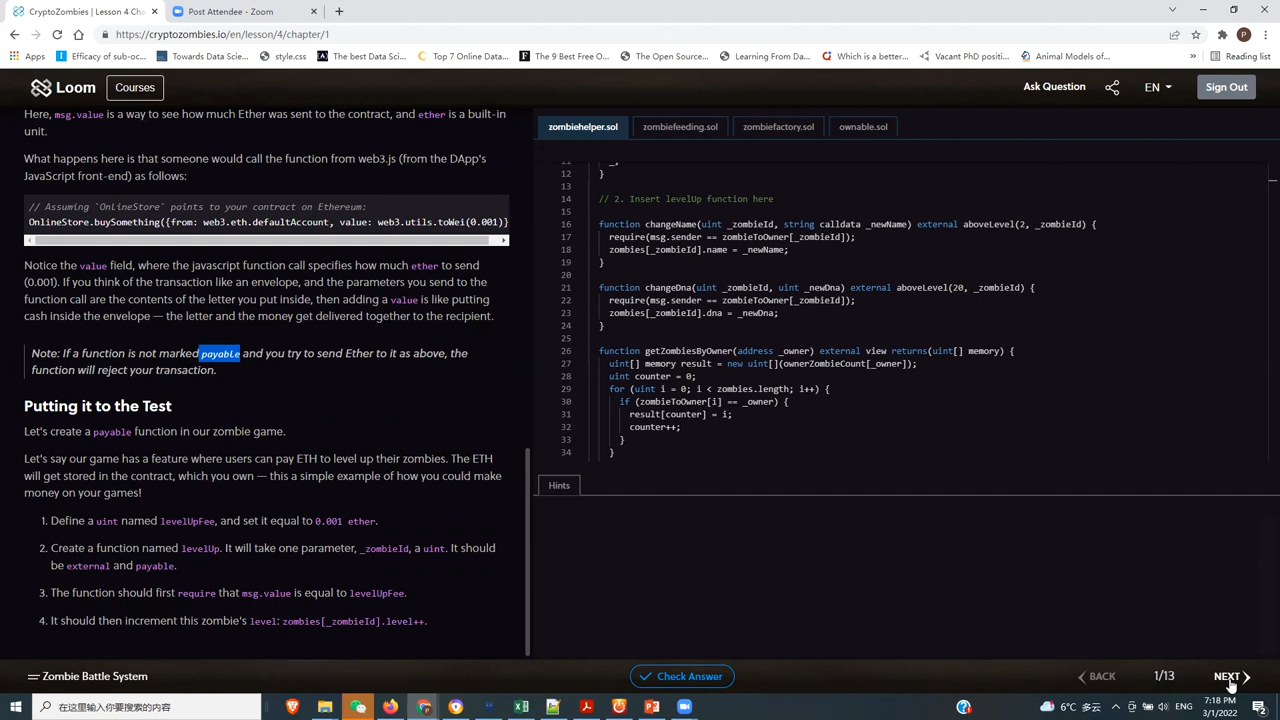 CryptoZombies | Lesson 4 Cha
Post Attendee - Zoom
https://cryptozombies.io/en/lesson/4/chapter/1
Apps
Efficacy of sub-oc...
Towards Data Scie...
style.css
The best Data Sci...
Top 7 Online Data...
The 9 Best Free O...
The Open Source...
Learning From Da...
Which is a better...
Vacant PhD positi...
Animal Models of...
Reading list
Loom
Courses
Ask Question
EN
Sign Out
Here, msg.value is a way to see how much Ether was sent to the contract, and ether is a built-in
unit.
What happens here is that someone would call the function from web3.js (from the DApp's
JavaScript front-end) as follows:
// Assuming `OnlineStore` points to your contract on Ethereum:
OnlineStore.buySomething({from: web3.eth.defaultAccount, value: web3.utils.toWei(0.001)}
Notice the value field, where the javascript function call specifies how much ether to send
(0.001). If you think of the transaction like an envelope, and the parameters you send to the
function call are the contents of the letter you put inside, then adding a value is like putting
cash inside the envelope — the letter and the money get delivered together to the recipient.
Note: If a function is not marked payable and you try to send Ether to it as above, the
function will reject your transaction.
Putting it to the Test
Let's create a payable function in our zombie game.
Let's say our game has a feature where users can pay ETH to level up their zombies. The ETH
will get stored in the contract, which you own — this a simple example of how you could make
money on your games!
1. Define a uint named levelUpFee, and set it equal to 0.001 ether.
2. Create a function named levelUp. It will take one parameter, _zombieId, a uint. It should
be external and payable.
3. The function should first require that msg.value is equal to levelUpFee.
4. It should then increment this zombie's level: zombies[_zombieId].level++.
zombiehelper.sol
zombiefeeding.sol
zombiefactory.sol
ownable.sol
11 _;
12 }
13
14 // 2. Insert levelUp function here
15
16 function changeName(uint _zombieId, string calldata _newName) external aboveLevel(2, _zombieId) {
17 require(msg.sender == zombieToOwner[_zombieId]);
18 zombies[_zombieId].name = _newName;
19 }
20
21 function changeDna(uint _zombieId, uint _newDna) external aboveLevel(20, _zombieId) {
22 require(msg.sender == zombieToOwner[_zombieId]);
23 zombies[_zombieId].dna = _newDna;
24 }
25
26 function getZombiesByOwner(address _owner) external view returns(uint[] memory) {
27 uint[] memory result = new uint[](ownerZombieCount[_owner]);
28 uint counter = 0;
29 for (uint i = 0; i < zombies.length; i++) {
30 if (zombieToOwner[i] == _owner) {
31 result[counter] = i;
32 counter++;
33 }
34 }
Hints
Zombie Battle System
Check Answer
BACK
1/13
NEXT
在这里输入你要搜索的内容
6°C 多云
ENG
7:18 PM
3/1/2022
2